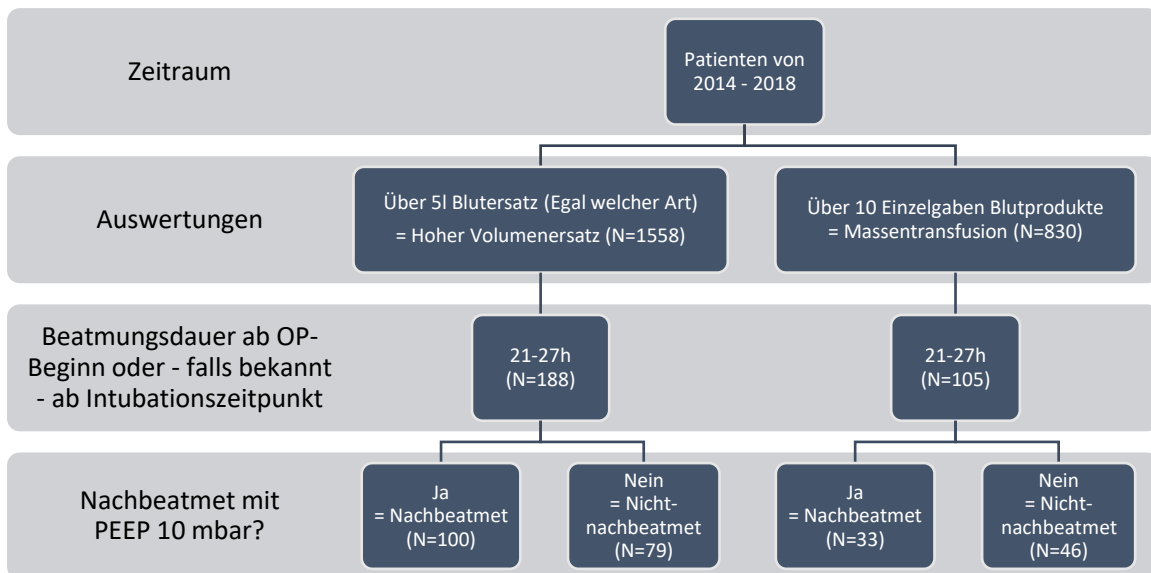 Zeitraum
Patienten von
2014 - 2018
Auswertungen
Über 5l Blutersatz (Egal welcher Art)
= Hoher Volumenersatz (N=1558)
Über 10 Einzelgaben Blutprodukte
= Massentransfusion (N=830)
Beatmungsdauer ab OP-
Beginn oder - falls bekannt
- ab Intubationszeitpunkt
21-27h
(N=188)
21-27h
(N=105)
Nachbeatmet mit
PEEP 10 mbar?
Ja
= Nachbeatmet
(N=100)
Nein
= Nicht-
nachbeatmet
(N=79)
Ja
= Nachbeatmet
(N=33)
Nein
= Nicht-
nachbeatmet
(N=46)